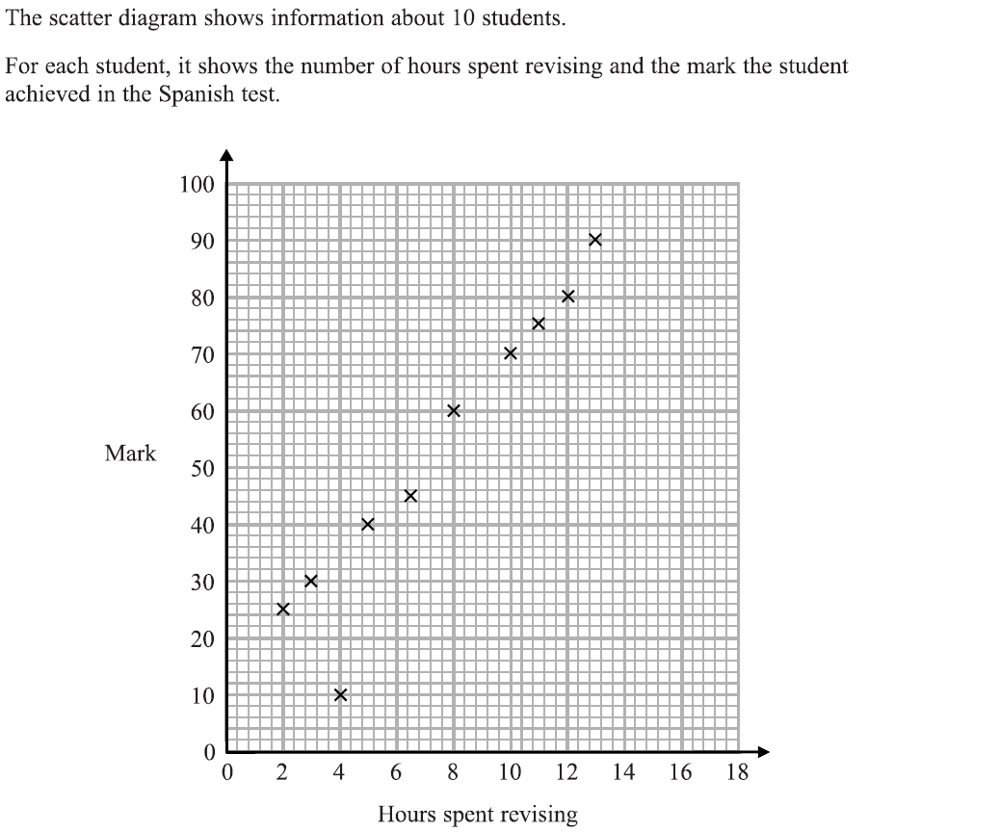 The scatter diagram shows information about 10 students.
For each student, it shows the number of hours spent revising and the mark the student
achieved in the Spanish test.
100
90
80
70
60
Mark
50
40
30
20
10
0
0 2 4 6 8 10 12 14 16 18
Hours spent revising